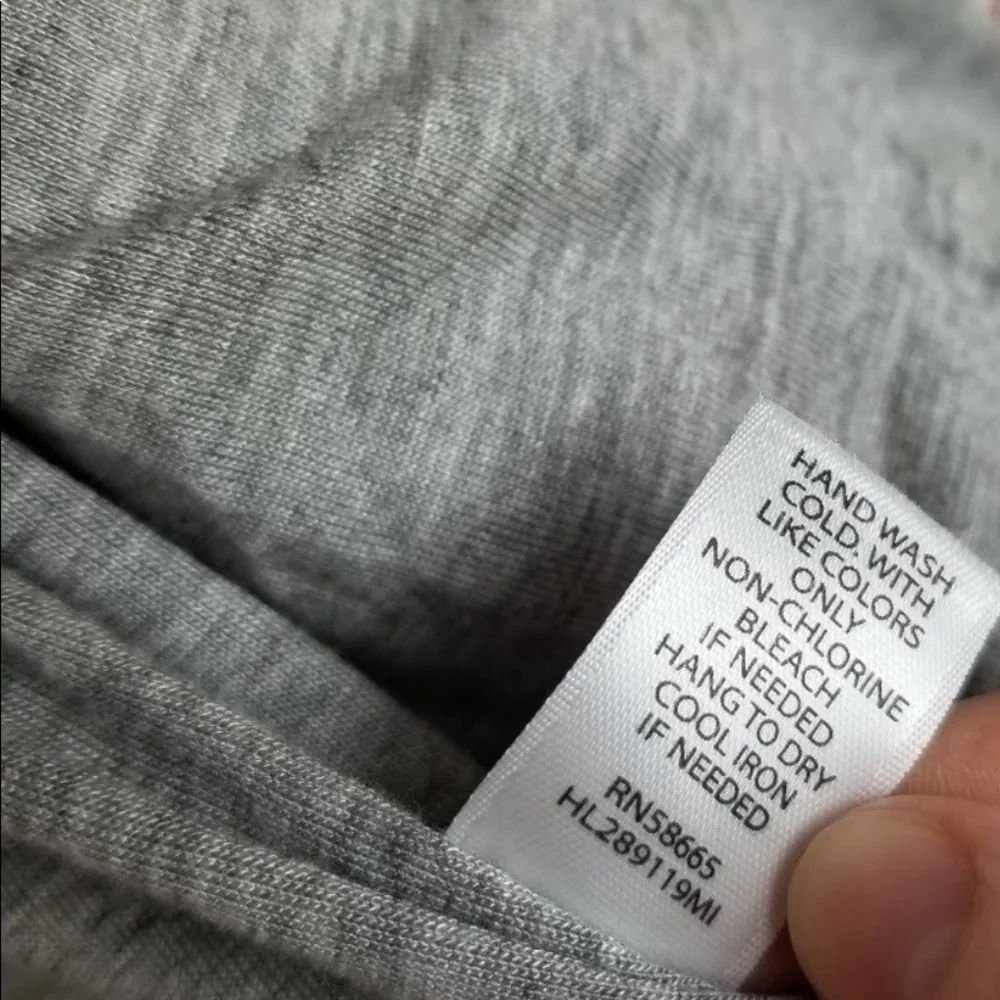 HAND WASH
COLD. WITH
LIKE COLORS
ONLY
NON-CHLORINE
BLEACH
IF NEEDED
HANG TO DRY
COOL IRON
IF NEEDED
RN58665
HL289119MI